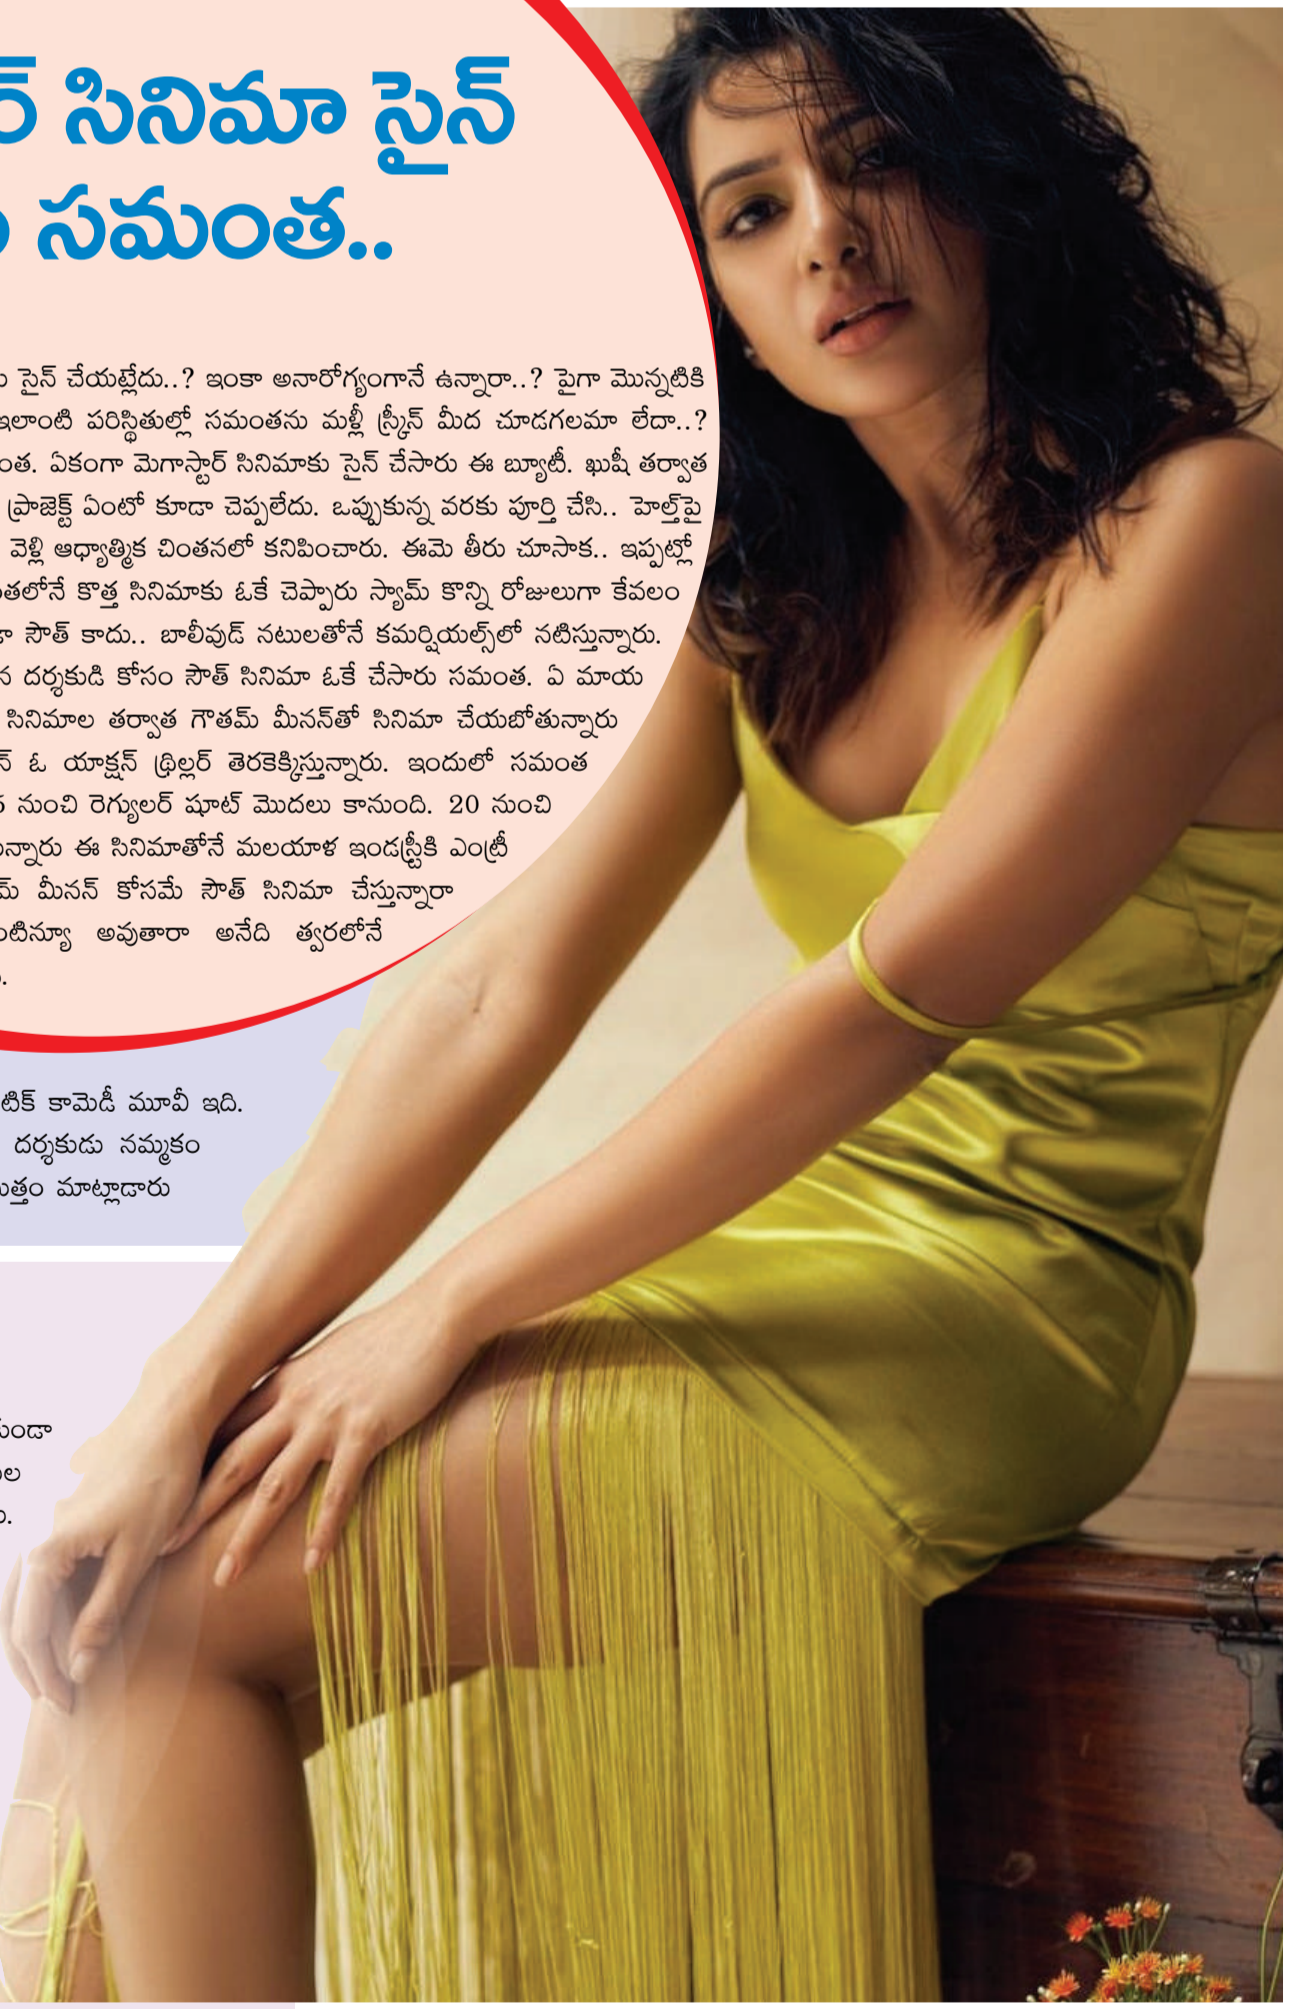 సినిమా సైన్
సమంత..
సైన్ చేయట్లేదు..? ఇంకా అనారోగ్యంగానే ఉన్నారా..? పైగా మొన్నటికి
ఇలాంటి పరిస్థితుల్లో సమంతను మళ్లీ స్క్రీన్ మీద చూడగలమా లేదా..?
ఏకంగా మెగాస్టార్ సినిమాకు సైన్ చేసారు ఈ బ్యూటీ. ఖుషీ తర్వాత
ప్రాజెక్ట్ ఏంటో కూడా చెప్పలేదు. ఒప్పుకున్న వరకు పూర్తి చేసి.. హెల్త్‌పై
వెళ్లి ఆధ్యాత్మిక చింతనలో కనిపించారు. ఈమె తీరు చూసాక.. ఇప్పట్లో
కొత్త సినిమాకు ఓకే చెప్పారు స్యామ్ కొన్ని రోజులుగా కేవలం
సౌత్ కాదు.. బాలీవుడ్ నటులతోనే కమర్షియల్స్‌లో నటిస్తున్నారు.
దర్శకుడి కోసం సౌత్ సినిమా ఓకే చేసారు సమంత. ఏ మాయ
సినిమాల తర్వాత గౌతమ్ మీనన్‌తో సినిమా చేయబోతున్నారు
ఓ యాక్షన్ థ్రిల్లర్ తెరకెక్కిస్తున్నారు. ఇందులో సమంత
నుంచి రెగ్యులర్ షూట్ మొదలు కానుంది. 20 నుంచి
ఈ సినిమాతోనే మలయాళ ఇండస్ట్రీకి ఎంట్రీ
మీనన్ కోసమే సౌత్ సినిమా చేస్తున్నారా
అవుతారా అనేది త్వరలోనే
కామెడీ మూవీ ఇది.
దర్శకుడు నమ్మకం
మాట్లాడారు